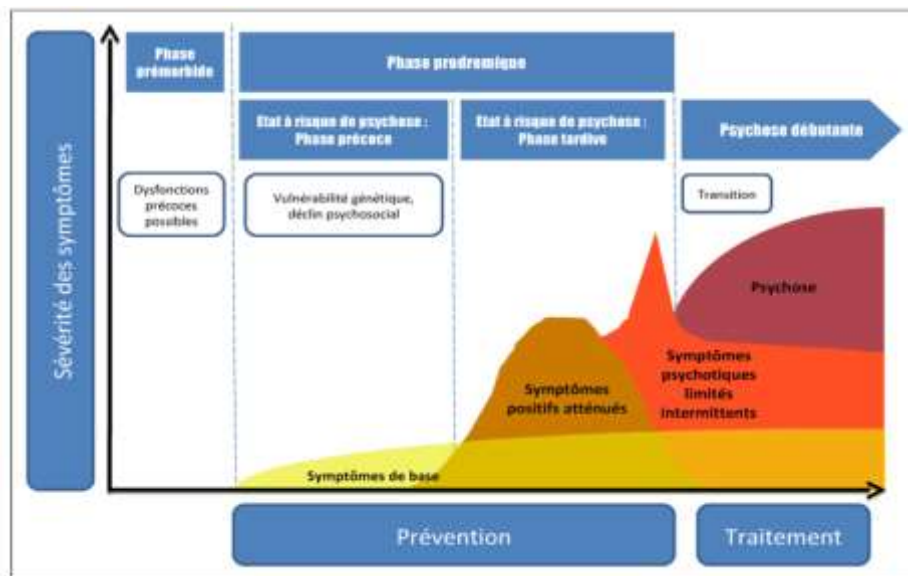 Sévérité des symptômes
Phase
prémorbide
Phase prodromique
Etat à risque de psychose :
Phase précoce
Etat à risque de psychose :
Phase tardive
Psychose débutante
Dysfonctions
précoces
possibles
Vulnérabilité génétique,
déclin psychosocial
Transition
Psychose
Symptômes
positifs atténués
Symptômes
psychotiques
limités
intermittents
Symptômes de base
Prévention
Traitement